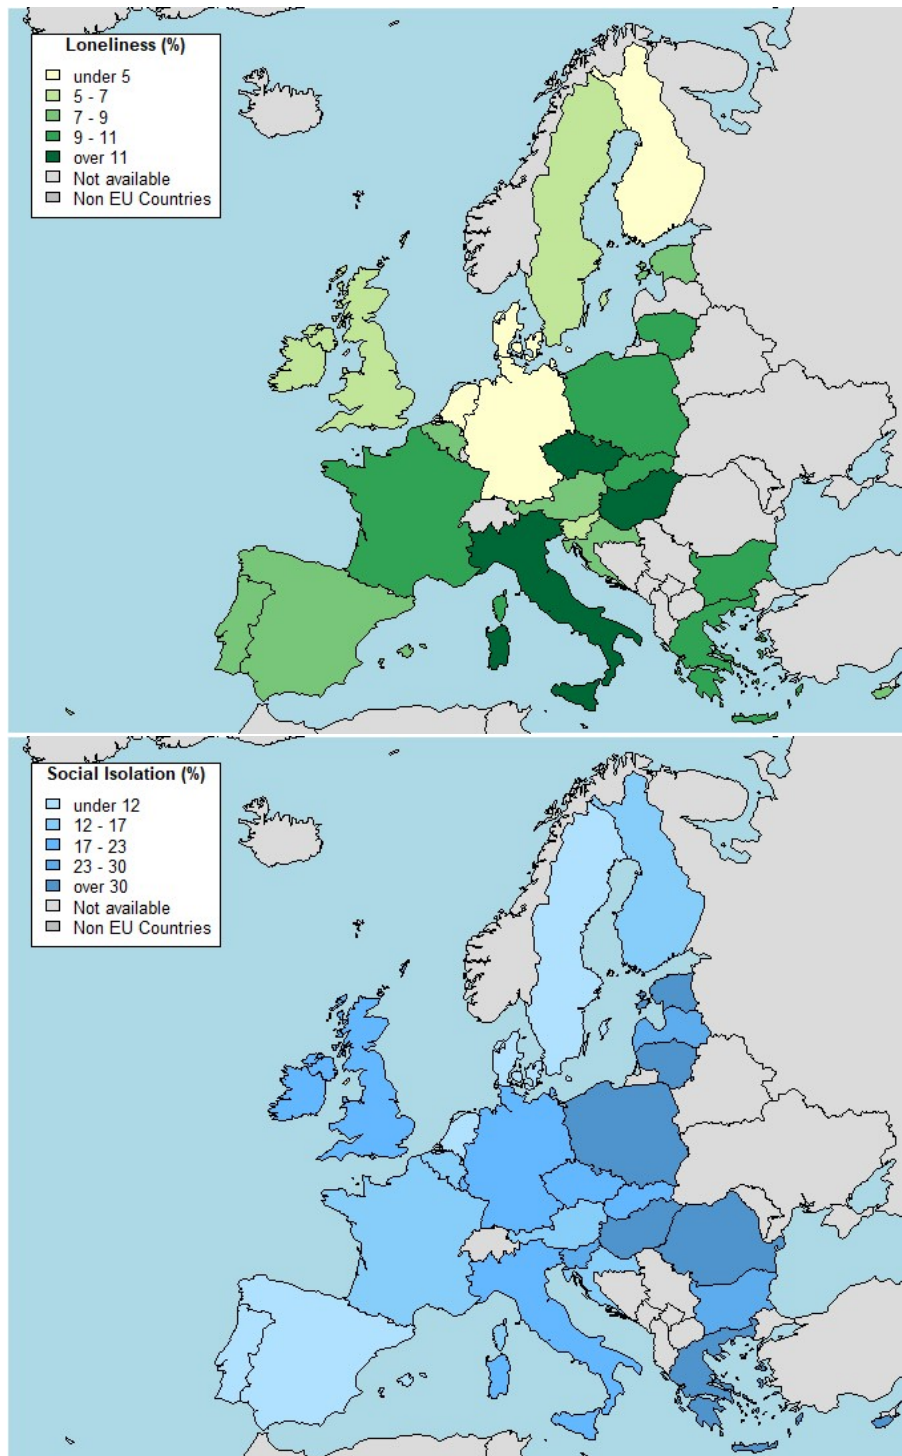 Loneliness (%)
under 5
5 - 7
7 - 9
9 - 11
over 11
Not available
Non EU Countries
Social Isolation (%)
under 12
12 - 17
17 - 23
23 - 30
over 30
Not available
Non EU Countries